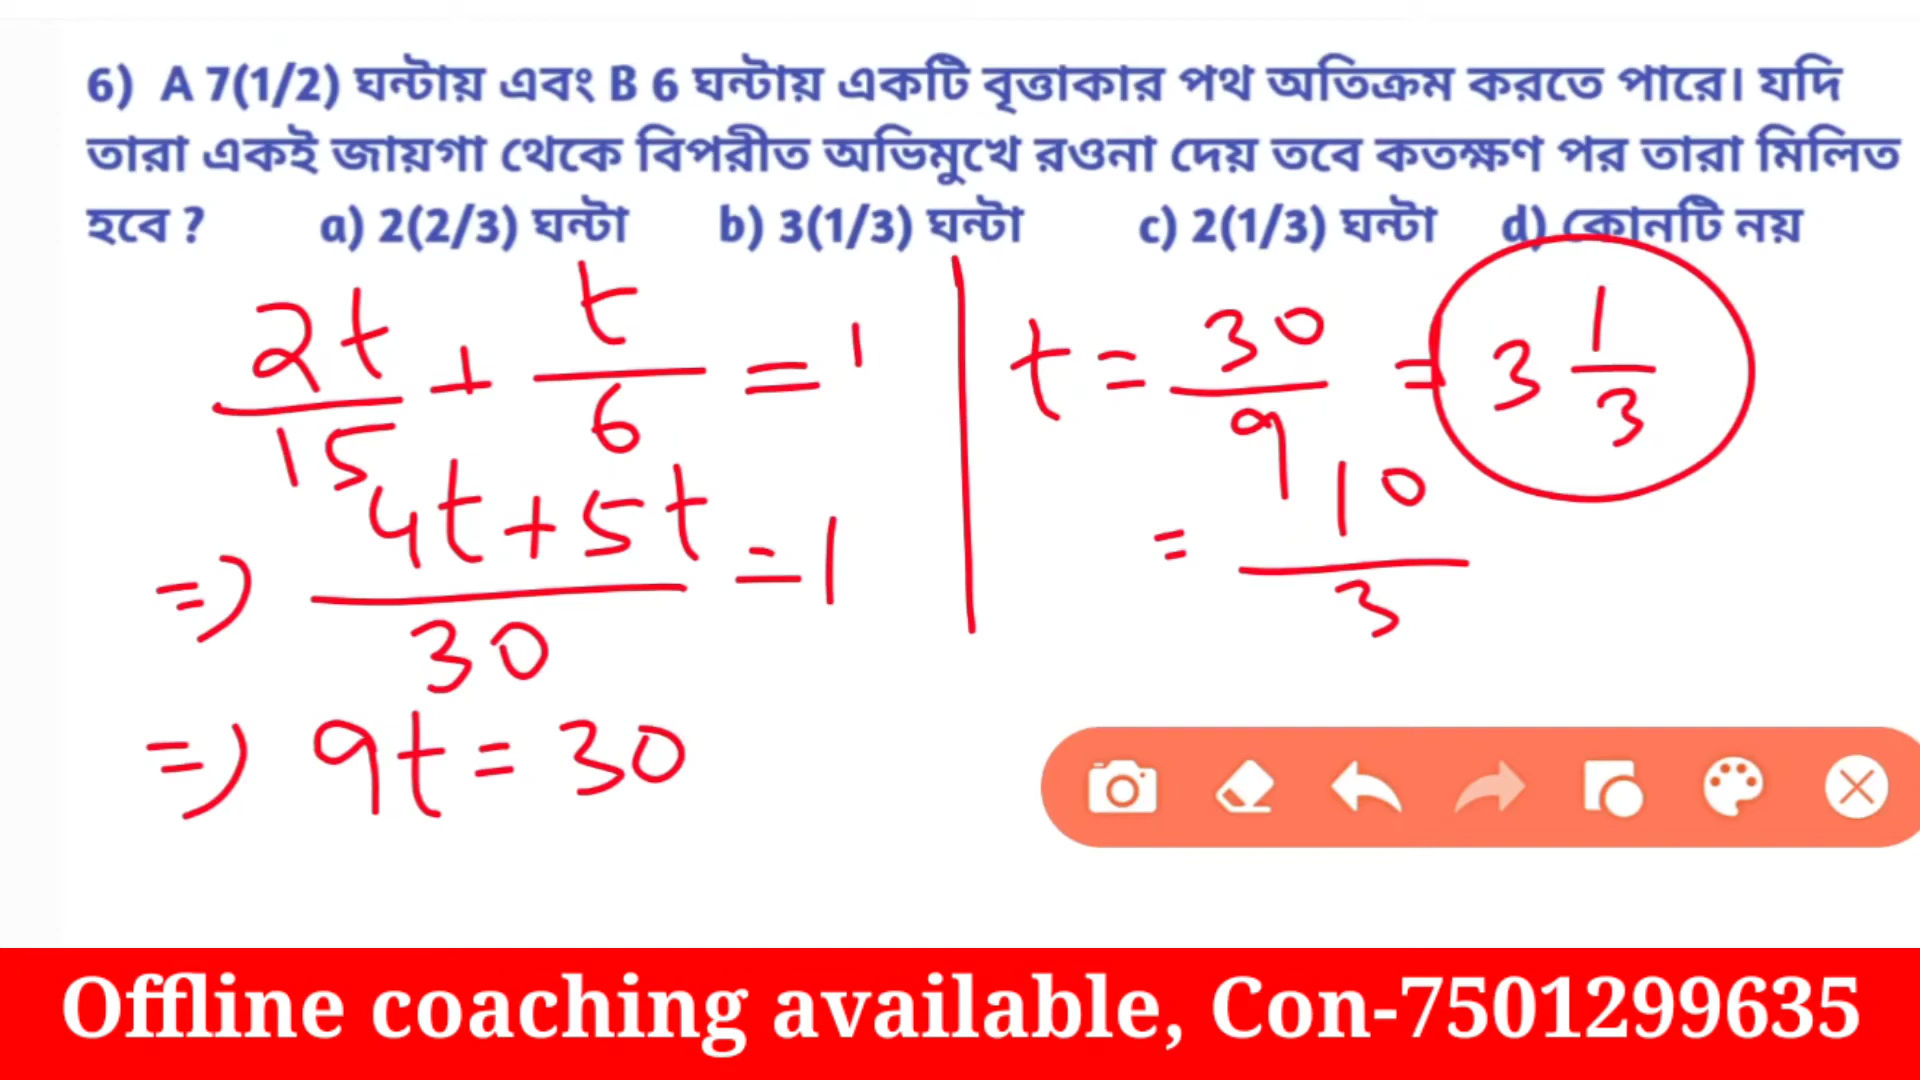 6) A 7(1/2) ঘন্টায় এবং B 6 ঘন্টায় একটি বৃত্তাকার পথ অতিক্রম করতে পারে। যদি
তারা একই জায়গা থেকে বিপরীত অভিমুখে রওনা দেয় তবে কতক্ষণ পর তারা মিলিত
হবে ? a) 2(2/3) ঘন্টা b) 3(1/3) ঘন্টা c) 2(1/3) ঘন্টা d) কোনটি নয়
2t/15 + t/6 = 1
=> 4t+5t/30 = 1
=> 9t = 30
t = 30/9 = 3 1/3
= 10/3
Offline coaching available, Con-7501299635